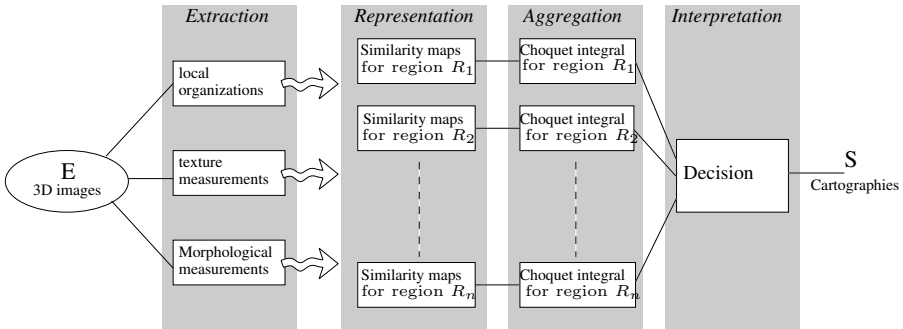 Extraction
Representation
Aggregation
Interpretation
local
organizations
texture
measurements
Morphological
measurements
E
3D images
Similarity maps
for region R₁
Similarity maps
for region R₂
Similarity maps
for region Rₙ
Choquet integral
for region R₁
Choquet integral
for region R₂
Choquet integral
for region Rₙ
Decision
S
Cartographies